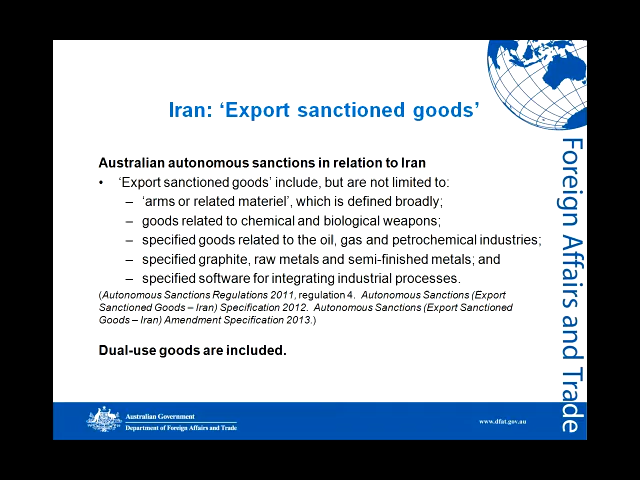 Iran: ‘Export sanctioned goods’
Australian autonomous sanctions in relation to Iran
• ‘Export sanctioned goods’ include, but are not limited to:
– ‘arms or related materiel’, which is defined broadly;
– goods related to chemical and biological weapons;
– specified goods related to the oil, gas and petrochemical industries;
– specified graphite, raw metals and semi-finished metals; and
– specified software for integrating industrial processes.
(Autonomous Sanctions Regulations 2011, regulation 4. Autonomous Sanctions (Export
Sanctioned Goods – Iran) Specification 2012. Autonomous Sanctions (Export Sanctioned
Goods – Iran) Amendment Specification 2013.)
Dual-use goods are included.
Foreign Affairs and Trade
Australian Government
Department of Foreign Affairs and Trade
www.dfat.gov.au